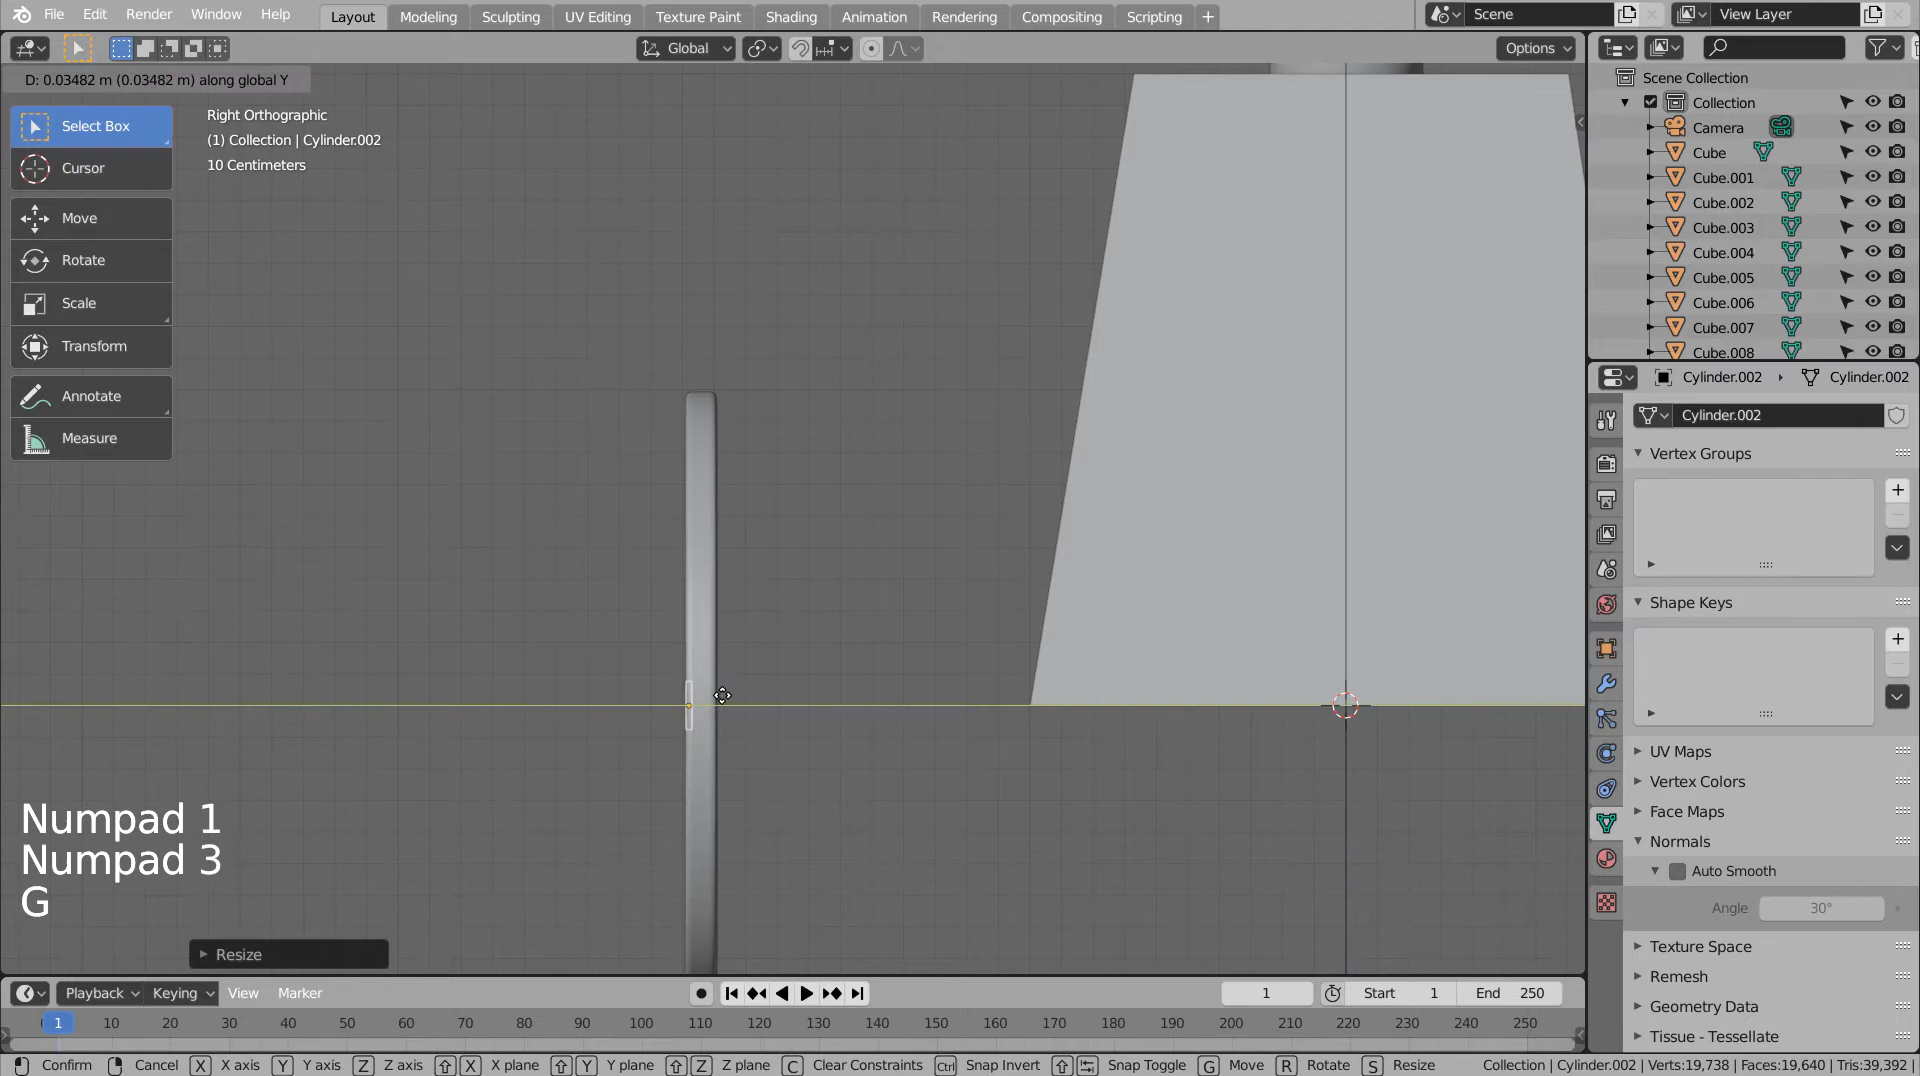 File Edit Render Window Help Layout Modeling Sculpting UV Editing Texture Paint Shading Animation Rendering Compositing Scripting + Scene View Layer
Global Options
D: 0.03482 m (0.03482 m) along global Y
Right Orthographic
(1) Collection | Cylinder.002
10 Centimeters
Select Box
Cursor
Move
Rotate
Scale
Transform
Annotate
Measure
Numpad 1
Numpad 3
G
Resize
Scene Collection
Collection
Camera
Cube
Cube.001
Cube.002
Cube.003
Cube.004
Cube.005
Cube.006
Cube.007
Cube.008
Cylinder.002 Cylinder.002
Cylinder.002
Vertex Groups
Shape Keys
UV Maps
Vertex Colors
Face Maps
Normals
Auto Smooth
Angle 30°
Texture Space
Remesh
Geometry Data
Tissue - Tessellate
Playback Keying View Marker 1 Start 1 End 250
1 10 20 30 40 50 60 70 80 90 100 110 120 130 140 150 160 170 180 190 200 210 220 230 240 250
Confirm Cancel X X axis Y Y axis Z Z axis X X plane Y Y plane Z Z plane C Clear Constraints Ctrl Snap Invert Snap Toggle G Move R Rotate S Resize Collection | Cylinder.002 | Verts:19,738 | Faces:19,640 | Tris:39,392 |